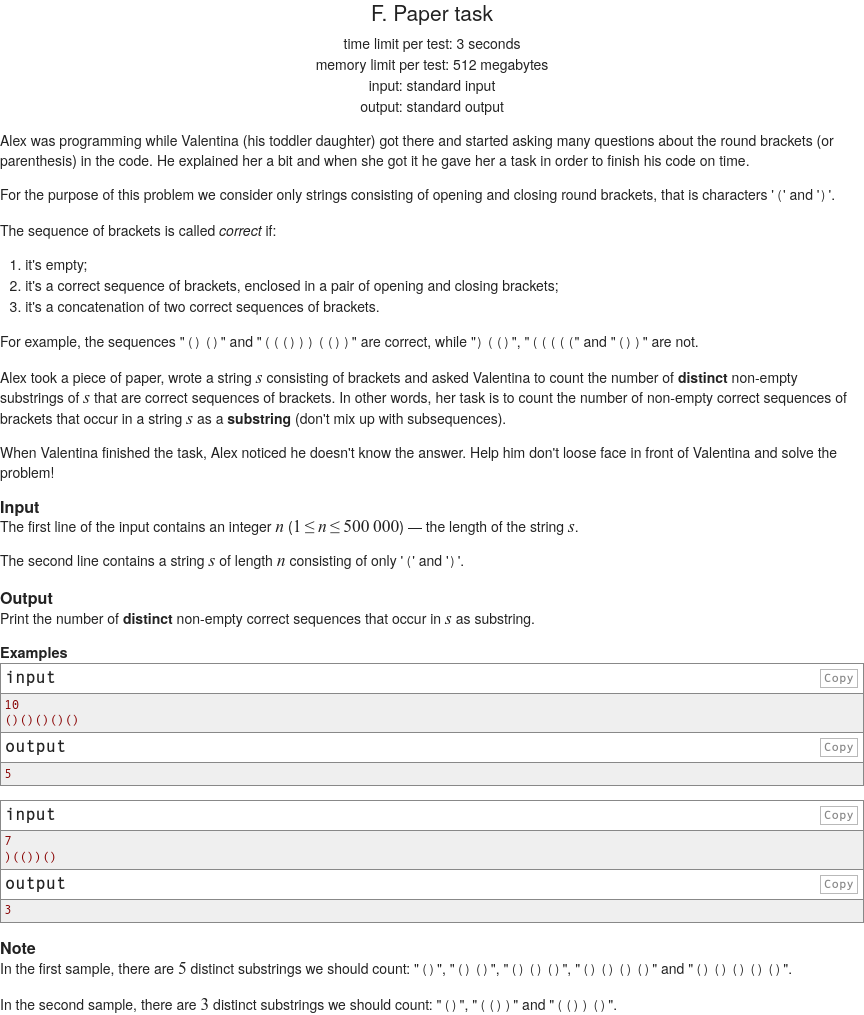 F. Paper task
time limit per test: 3 seconds
memory limit per test: 512 megabytes
input: standard input
output: standard output
Alex was programming while Valentina (his toddler daughter) got there and started asking many questions about the round brackets (or
parenthesis) in the code. He explained her a bit and when she got it he gave her a task in order to finish his code on time.
For the purpose of this problem we consider only strings consisting of opening and closing round brackets, that is characters '(' and ')'.
The sequence of brackets is called correct if:
1. it's empty;
2. it's a correct sequence of brackets, enclosed in a pair of opening and closing brackets;
3. it's a concatenation of two correct sequences of brackets.
For example, the sequences "()()" and "((()))(())" are correct, while ")(()", "(((((" and "())" are not.
Alex took a piece of paper, wrote a string s consisting of brackets and asked Valentina to count the number of distinct non-empty
substrings of s that are correct sequences of brackets. In other words, her task is to count the number of non-empty correct sequences of
brackets that occur in a string s as a substring (don't mix up with subsequences).
When Valentina finished the task, Alex noticed he doesn't know the answer. Help him don't loose face in front of Valentina and solve the
problem!
Input
The first line of the input contains an integer n (1 ≤ n ≤ 500 000) — the length of the string s.
The second line contains a string s of length n consisting of only '(' and ')'.
Output
Print the number of distinct non-empty correct sequences that occur in s as substring.
Examples
input
Copy
10
()()()()()
output
Copy
5
input
Copy
7
)(())()
output
Copy
3
Note
In the first sample, there are 5 distinct substrings we should count: "()", "()()", "()()()", "()()()()" and "()()()()()".
In the second sample, there are 3 distinct substrings we should count: "()", "(())" and "(())()".